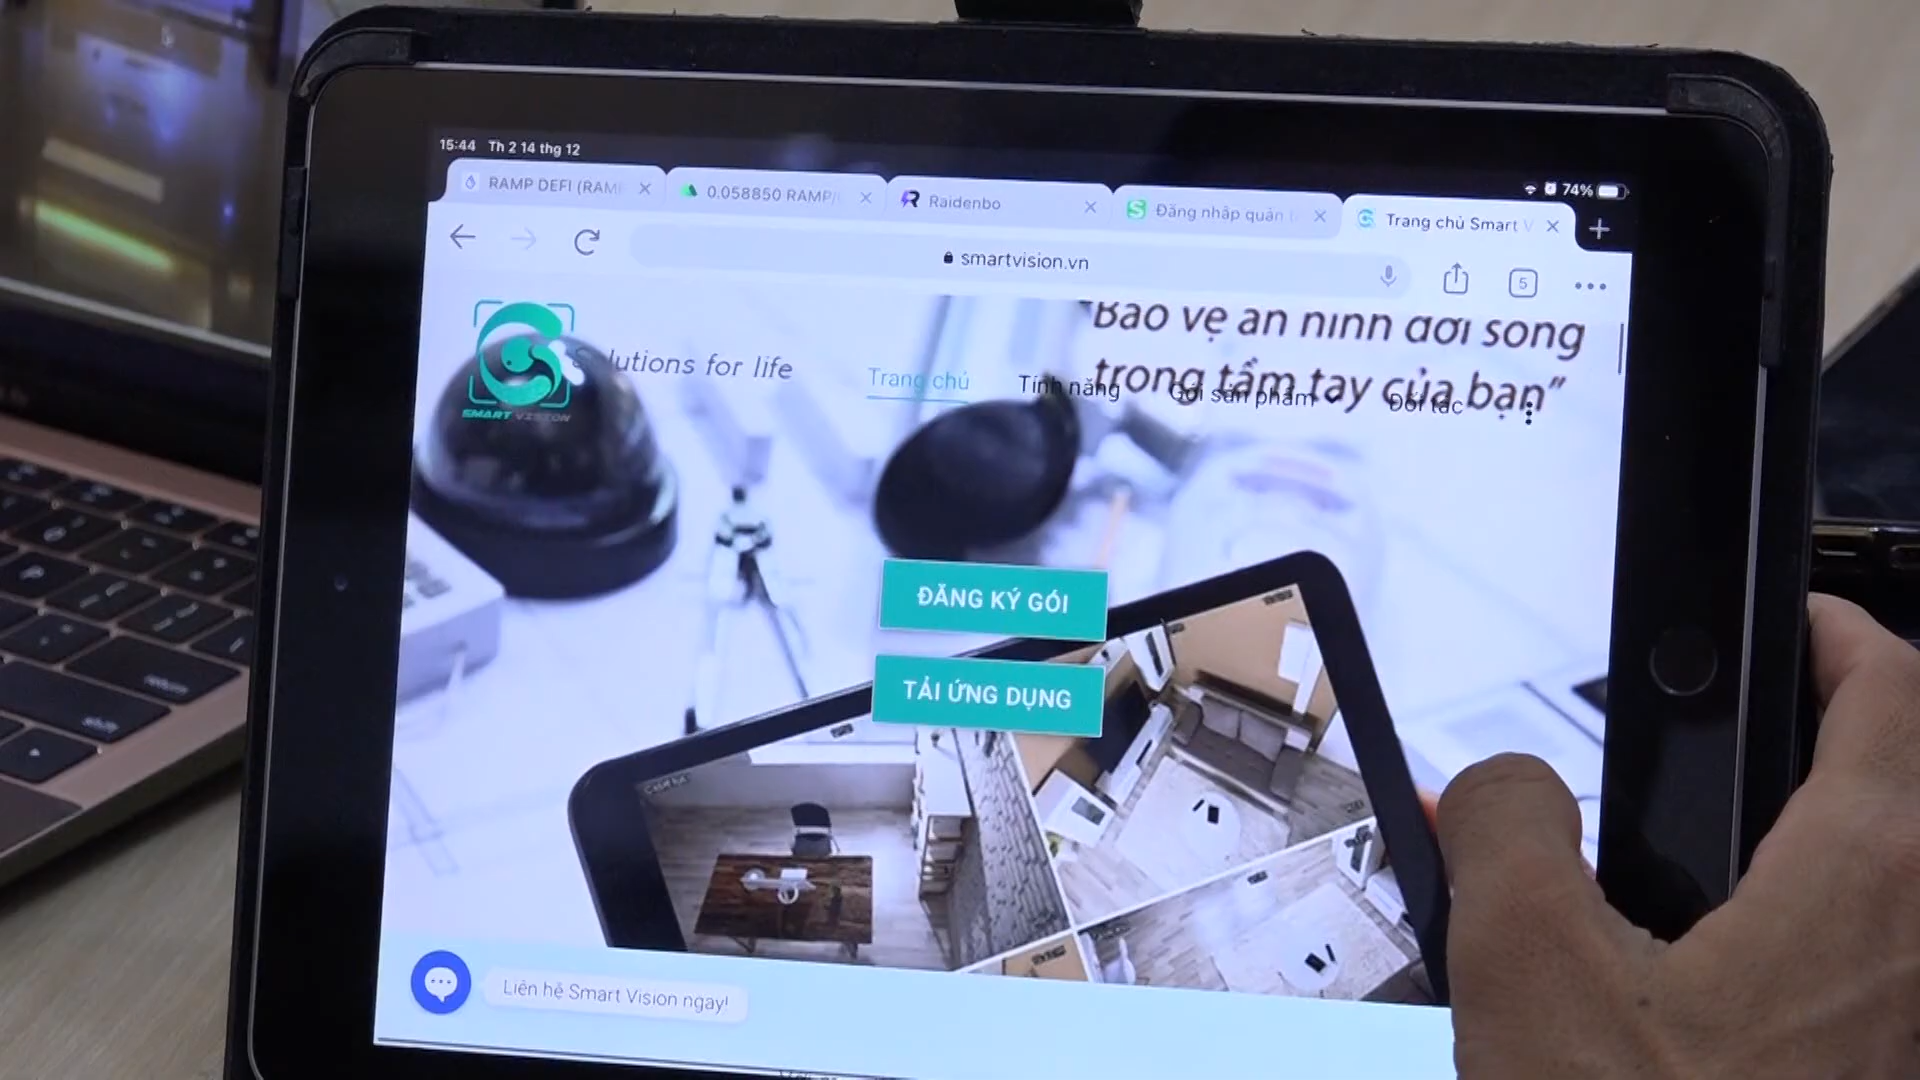 15:44 Th 2 14 thg 12
74%
RAMP DEFI (RAM
0.058850 RAMP/
Raidenbo
Đăng nhập quản
Trang chủ Smart V
smartvision.vn
5
"Bảo vệ an ninh đời sống
trong tầm tay của bạn"
Solutions for life
SMART VISION
Trang chủ
Tính năng
Gói sản phẩm
Đối tác
ĐĂNG KÝ GÓI
TẢI ỨNG DỤNG
Liên hệ Smart Vision ngay!
return
shift